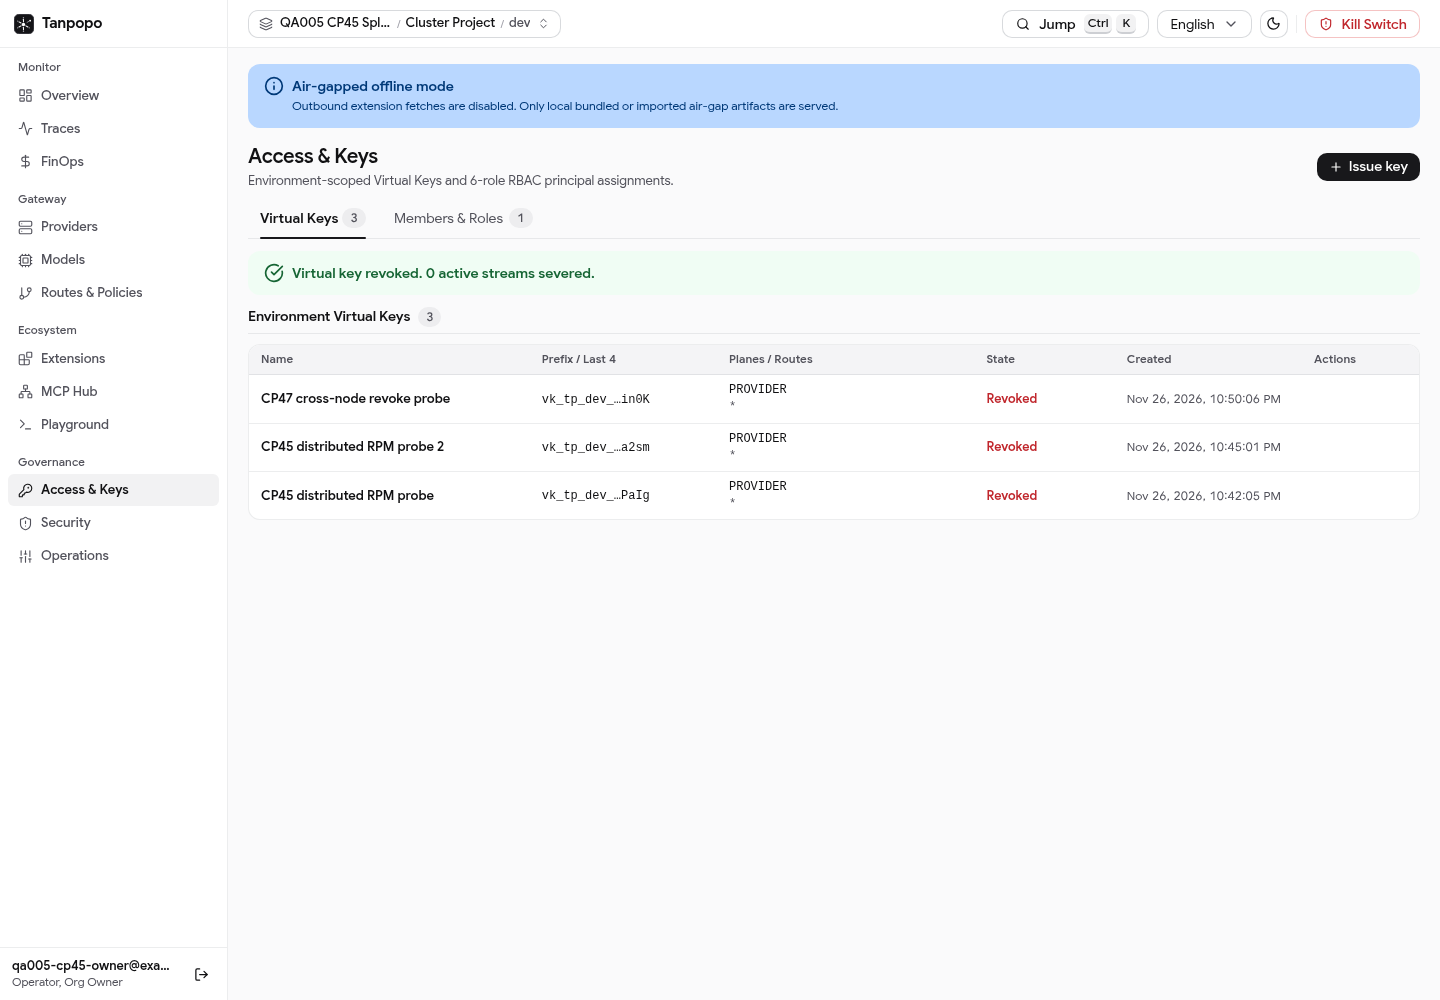 Tanpopo
QA005 CP45 Spl... / Cluster Project / dev
Jump Ctrl K
English
Kill Switch
Monitor
Overview
Traces
FinOps
Gateway
Providers
Models
Routes & Policies
Ecosystem
Extensions
MCP Hub
Playground
Governance
Access & Keys
Security
Operations
qa005-cp45-owner@exa...
Operator, Org Owner
Air-gapped offline mode
Outbound extension fetches are disabled. Only local bundled or imported air-gap artifacts are served.
Access & Keys
Environment-scoped Virtual Keys and 6-role RBAC principal assignments.
Issue key
Virtual Keys 3
Members & Roles 1
Virtual key revoked. 0 active streams severed.
Environment Virtual Keys 3
Name Prefix / Last 4 Planes / Routes State Created Actions
CP47 cross-node revoke probe vk_tp_dev_…in0K PROVIDER Revoked Nov 26, 2026, 10:50:06 PM
*
CP45 distributed RPM probe 2 vk_tp_dev_…a2sm PROVIDER Revoked Nov 26, 2026, 10:45:01 PM
*
CP45 distributed RPM probe vk_tp_dev_…PaIg PROVIDER Revoked Nov 26, 2026, 10:42:05 PM
*